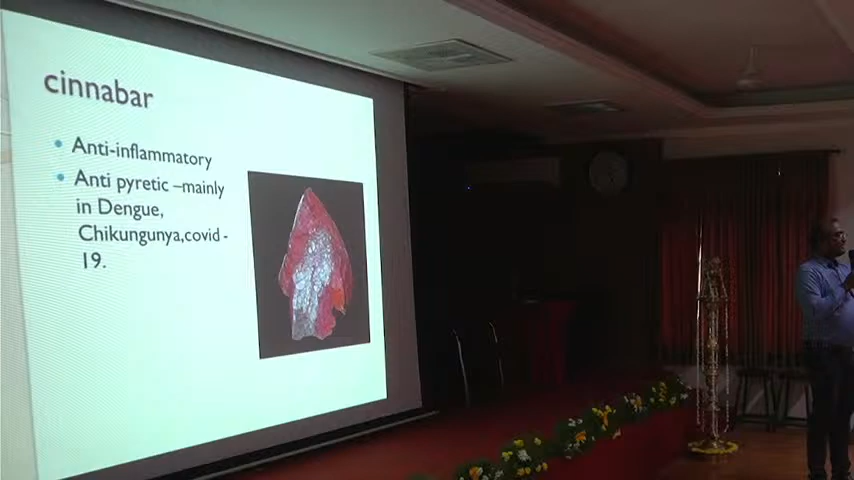 cinnabar
Anti-inflammatory
Anti pyretic –mainly
in Dengue,
Chikungunya,covid -
19.